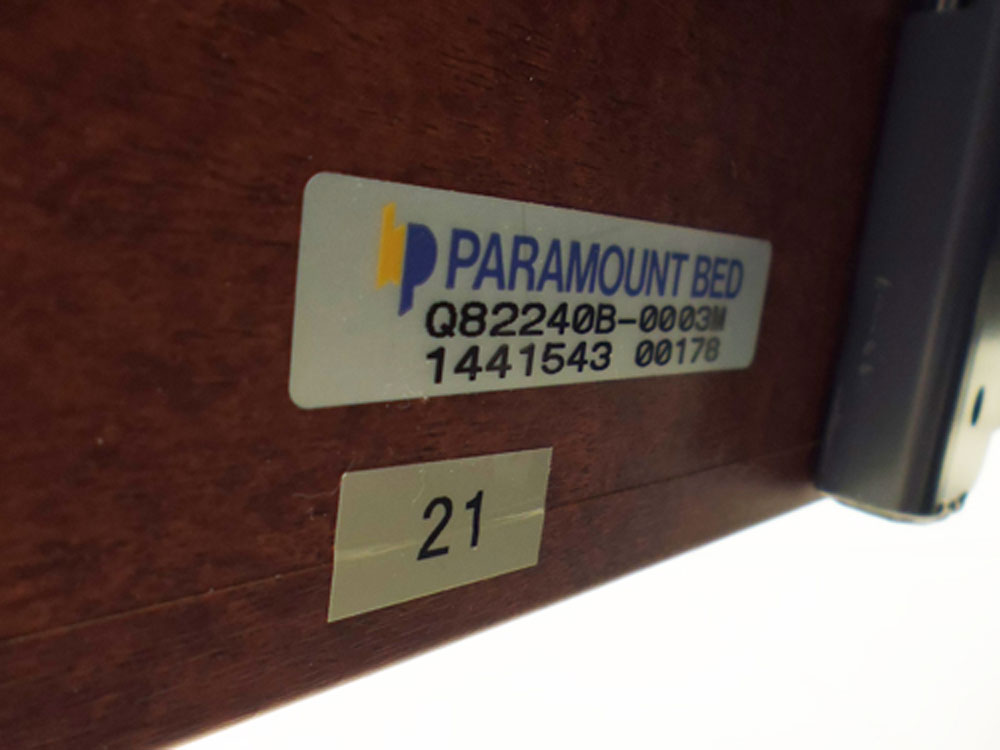 PARAMOUNT BED
Q82240B-0003M
1441543 00178
21